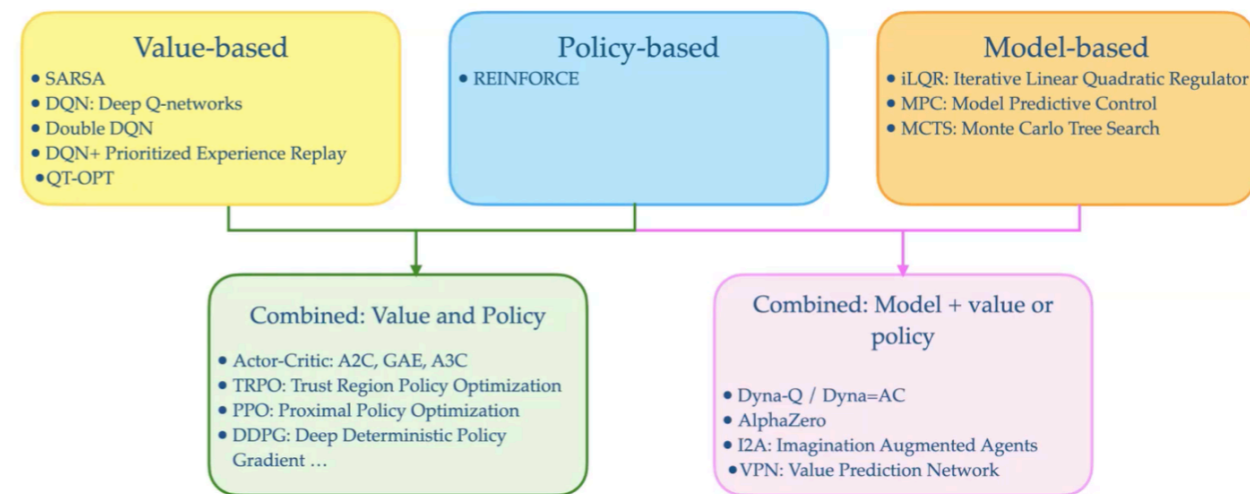 Value-based
• SARSA
• DQN: Deep Q-networks
• Double DQN
• DQN+ Prioritized Experience Replay
• QT-OPT
Policy-based
• REINFORCE
Model-based
• iLQR: Iterative Linear Quadratic Regulator
• MPC: Model Predictive Control
• MCTS: Monte Carlo Tree Search
Combined: Value and Policy
• Actor-Critic: A2C, GAE, A3C
• TRPO: Trust Region Policy Optimization
• PPO: Proximal Policy Optimization
• DDPG: Deep Deterministic Policy
Gradient ...
Combined: Model + value or
policy
• Dyna-Q / Dyna=AC
• AlphaZero
• I2A: Imagination Augmented Agents
• VPN: Value Prediction Network